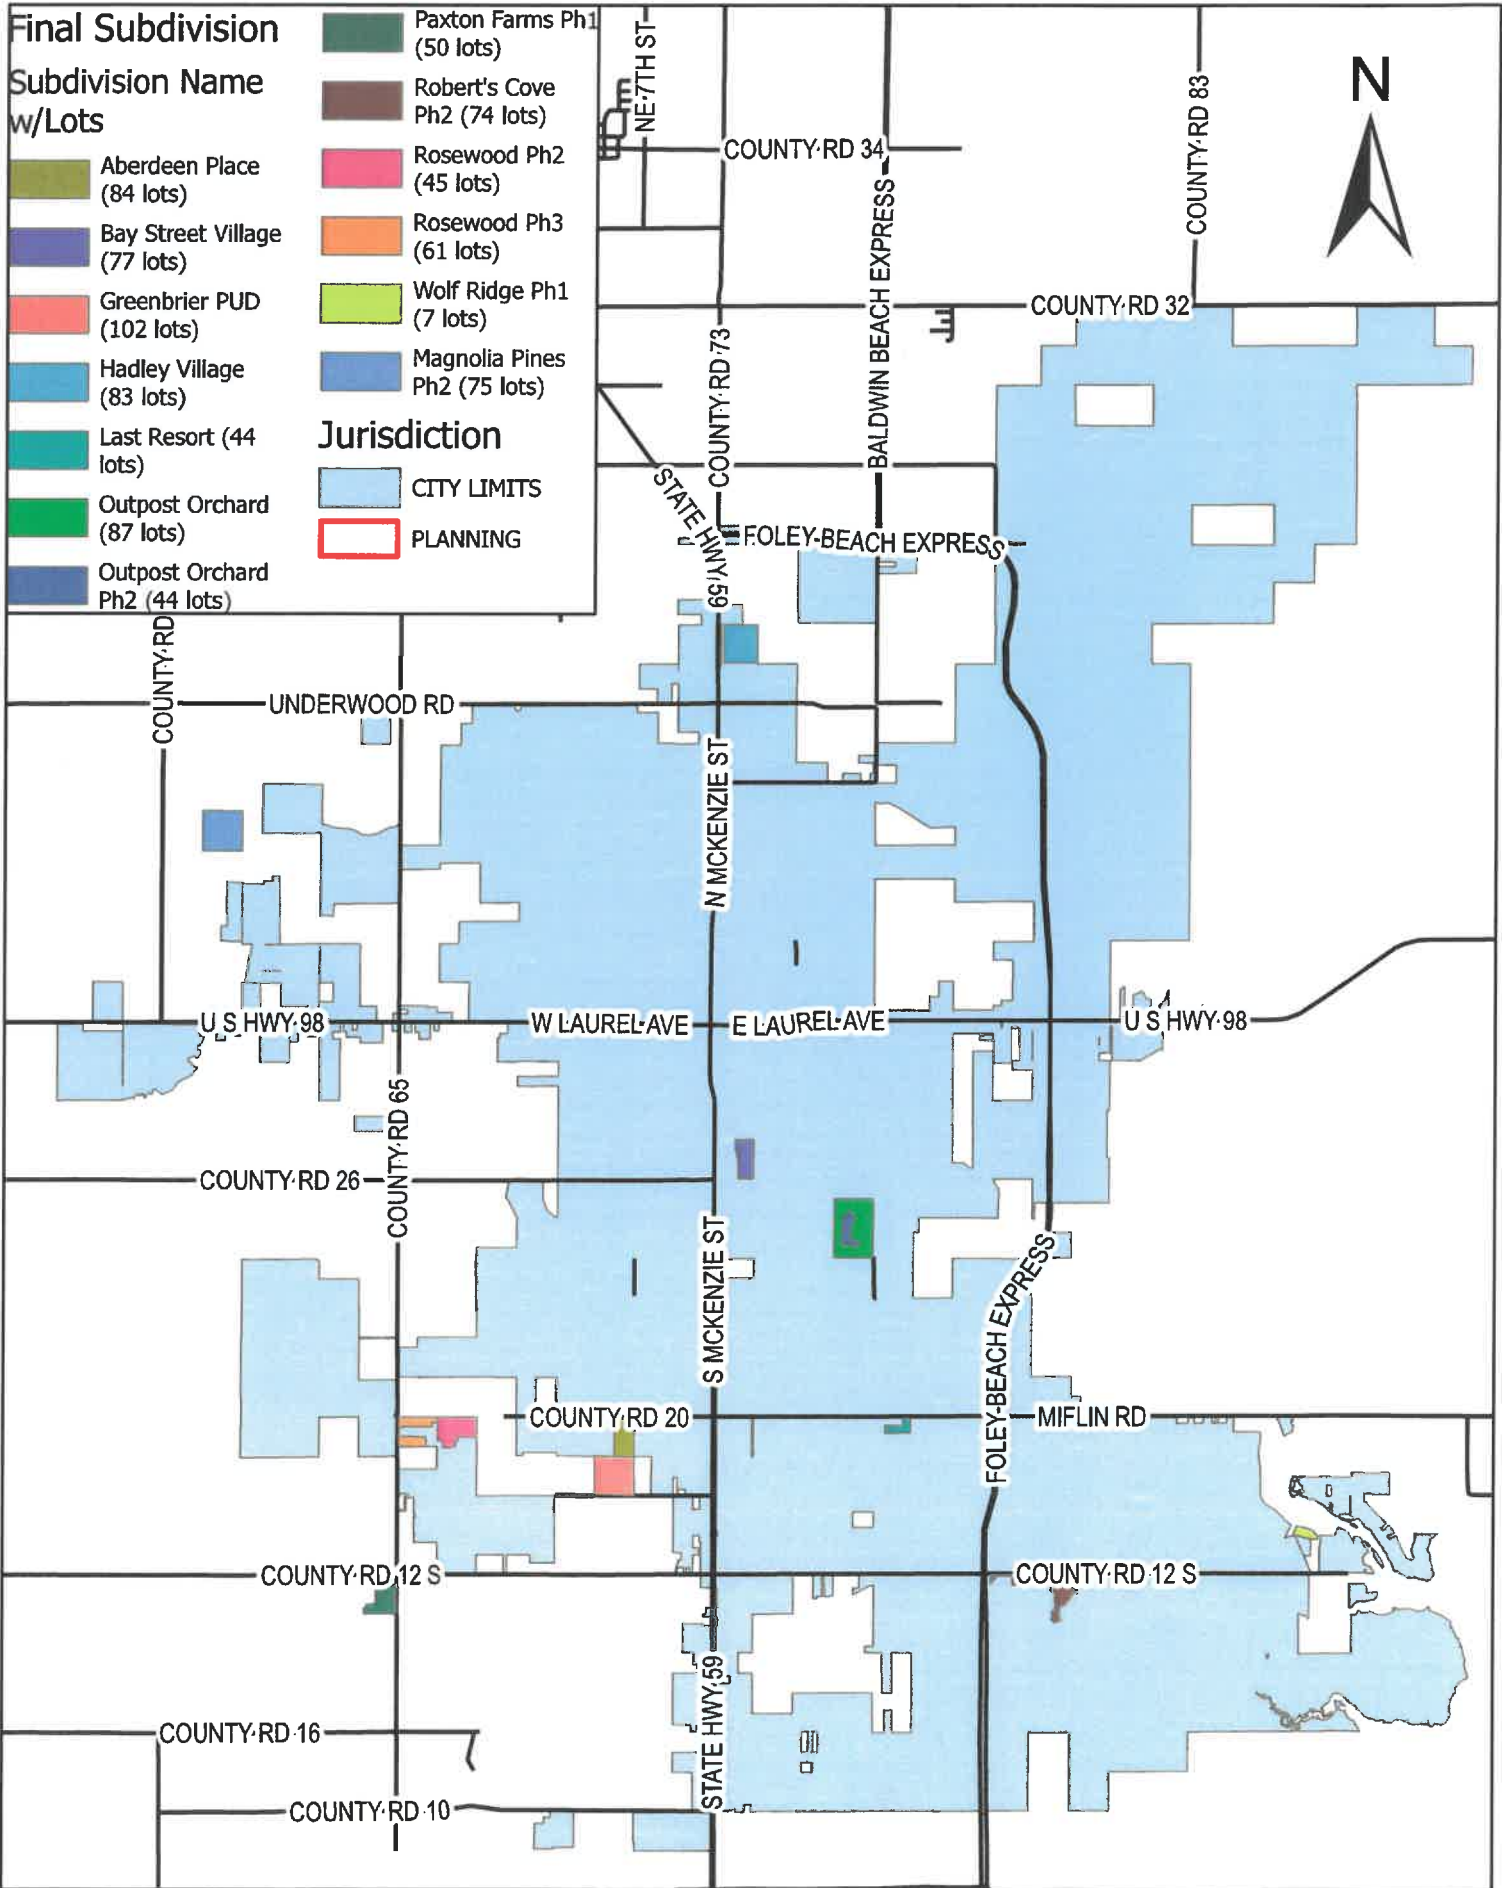 Final Subdivision
Subdivision Name
w/Lots
Aberdeen Place
(84 lots)
Bay Street Village
(77 lots)
Greenbrier PUD
(102 lots)
Hadley Village
(83 lots)
Last Resort (44
lots)
Outpost Orchard
(87 lots)
Outpost Orchard
Ph2 (44 lots)
Paxton Farms Ph1
(50 lots)
Robert's Cove
Ph2 (74 lots)
Rosewood Ph2
(45 lots)
Rosewood Ph3
(61 lots)
Wolf Ridge Ph1
(7 lots)
Magnolia Pines
Ph2 (75 lots)
Jurisdiction
CITY LIMITS
PLANNING
N
NE 7TH ST
COUNTY RD 34
COUNTY RD 83
BALDWIN BEACH EXPRESS
COUNTY RD 32
COUNTY RD 73
STATE HWY 59
FOLEY-BEACH EXPRESS
COUNTY RD
UNDERWOOD RD
N MCKENZIE ST
U S HWY 98
W LAUREL AVE
E LAUREL AVE
U S HWY 98
COUNTY RD 65
COUNTY RD 26
S MCKENZIE ST
FOLEY-BEACH EXPRESS
COUNTY RD 20
MIFLIN RD
COUNTY RD 12 S
COUNTY RD 12 S
STATE HWY 59
COUNTY RD 16
COUNTY RD 10